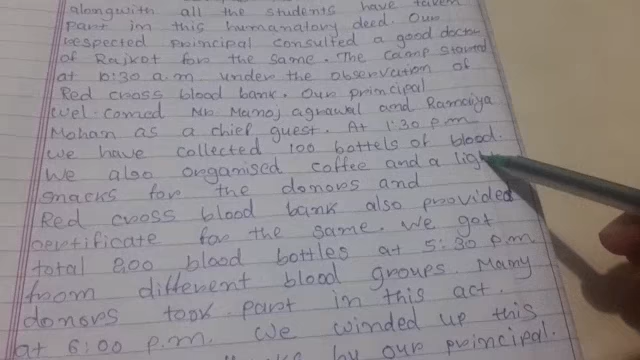 alongwith all the students have taken
part in this humanatory deed. Our
respected principal consulted a good doctor
of Rajkot for the same. The camp started
at 10:30 a.m under the observation of
Red cross blood bank. Our principal
wel-comed Mr Manoj agrawal and Ramaiya
Mohan as a chief guest. At 1:30 p.m
we have collected 100 bottels of blood.
We also organised coffee and a light
snacks for the donors and
Red cross blood bank also provided
certificate for the same. We got
total 800 blood bottles at 5:30 p.m.
from different blood groups. Many
donors took part in this act.
at 6:00 p.m. we winded up this
by our principal.